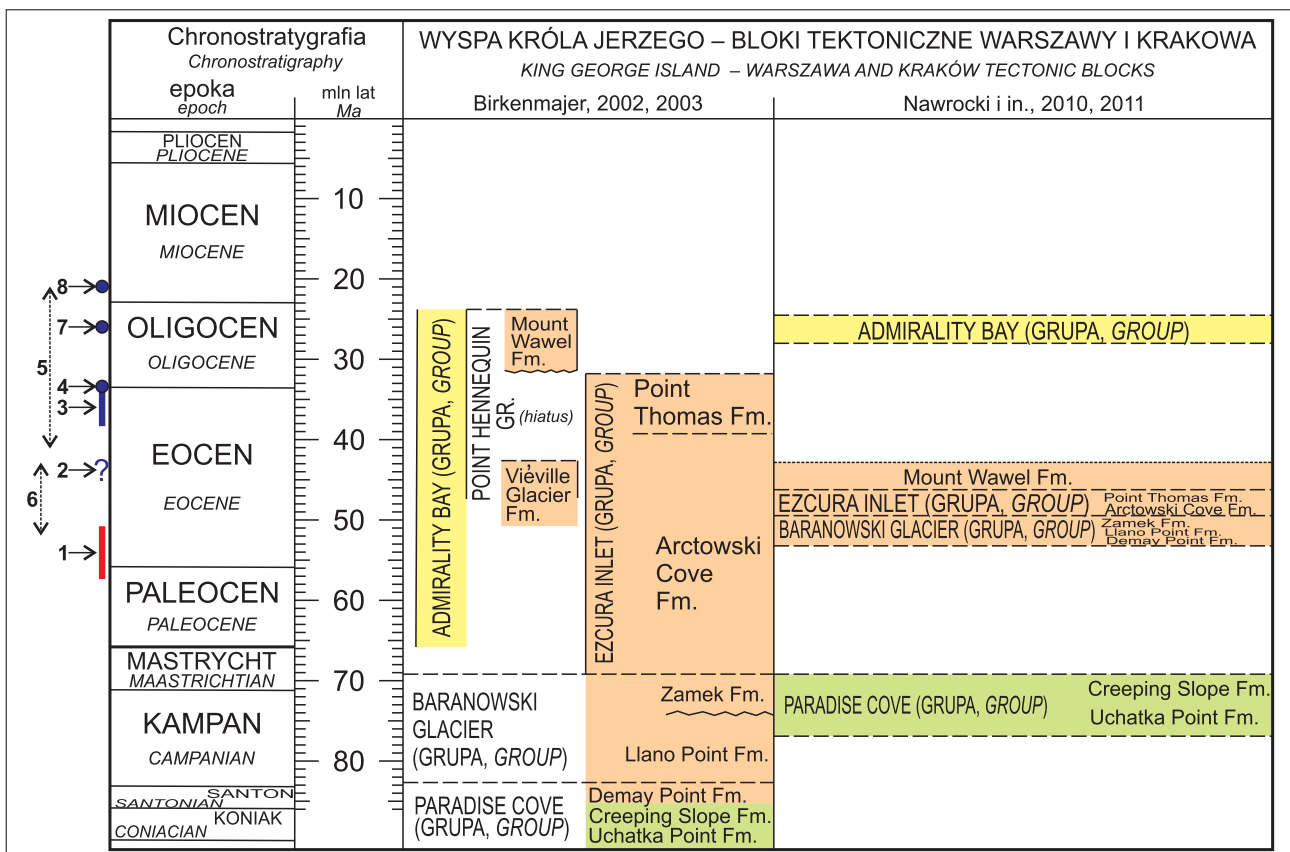 Chronostratygrafia
Chronostratigraphy
epoka
epoch
mln lat
Ma
WYSPA KRÓLA JERZEGO – BLOKI TEKTONICZNE WARSZAWY I KRAKOWA
KING GEORGE ISLAND – WARSZAWA AND KRAKÓW TECTONIC BLOCKS
Birkenmajer, 2002, 2003
Nawrocki i in., 2010, 2011
PLIOCEN
PLIOCENE
MIOCEN
MIOCENE
OLIGOCEN
OLIGOCENE
EOCEN
EOCENE
PALEOCEN
PALEOCENE
MASTRYCHT
MAASTRICHTIAN
KAMPAN
CAMPANIAN
SANTON
SANTONIAN
KONIAK
CONIACIAN
10
20
30
40
50
60
70
80
8
7
5
4
3
2 ?
6
1
ADMIRALITY BAY (GRUPA, GROUP)
POINT HENNEQUIN
GR.
Mount
Wawel
Fm.
(hiatus)
Viéville
Glacier
Fm.
EZCURA INLET (GRUPA, GROUP)
Point
Thomas Fm.
Arctowski
Cove
Fm.
BARANOWSKI
GLACIER
(GRUPA, GROUP)
Zamek Fm.
Llano Point Fm.
PARADISE COVE
(GRUPA, GROUP)
Demay Point Fm.
Creeping Slope Fm.
Uchatka Point Fm.
ADMIRALITY BAY (GRUPA, GROUP)
Mount Wawel Fm.
EZCURA INLET (GRUPA, GROUP)
Point Thomas Fm.
Arctowski Cove Fm.
BARANOWSKI GLACIER (GRUPA, GROUP)
Zamek Fm.
Llano Point Fm.
Demay Point Fm.
PARADISE COVE (GRUPA, GROUP)
Creeping Slope Fm.
Uchatka Point Fm.